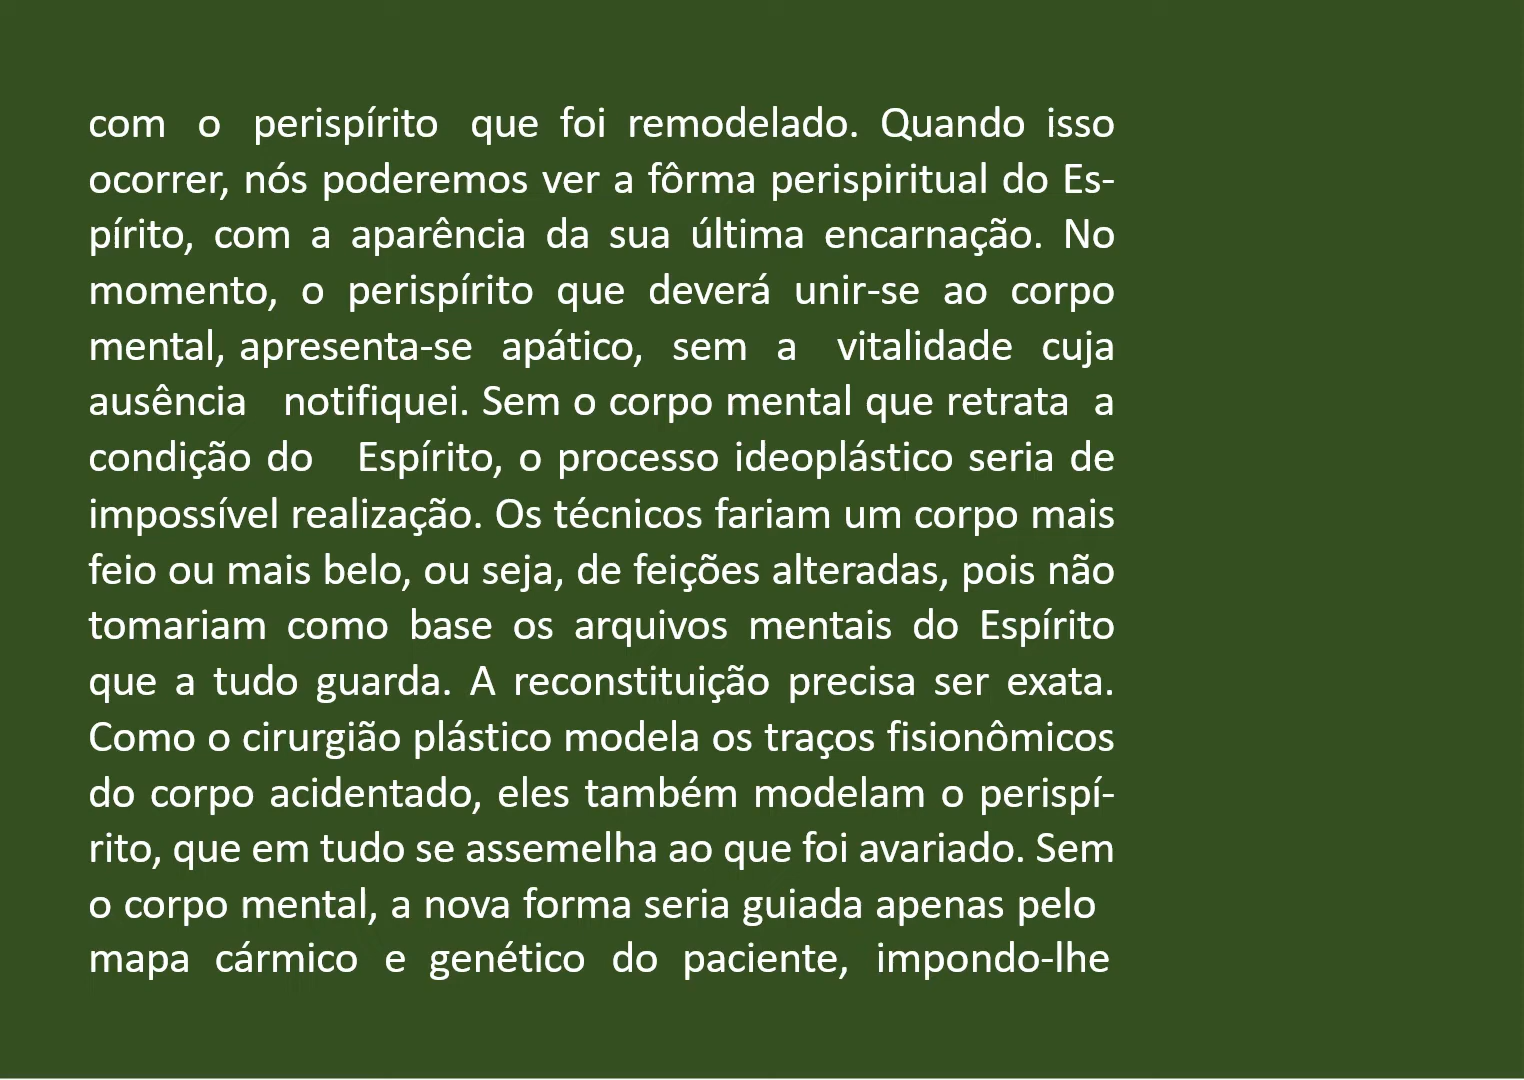 com o perispírito que foi remodelado. Quando isso
ocorrer, nós poderemos ver a fôrma perispiritual do Es-
pírito, com a aparência da sua última encarnação. No
momento, o perispírito que deverá unir-se ao corpo
mental, apresenta-se apático, sem a vitalidade cuja
ausência notifiquei. Sem o corpo mental que retrata a
condição do Espírito, o processo ideoplástico seria de
impossível realização. Os técnicos fariam um corpo mais
feio ou mais belo, ou seja, de feições alteradas, pois não
tomariam como base os arquivos mentais do Espírito
que a tudo guarda. A reconstituição precisa ser exata.
Como o cirurgião plástico modela os traços fisionômicos
do corpo acidentado, eles também modelam o perispí-
rito, que em tudo se assemelha ao que foi avariado. Sem
o corpo mental, a nova forma seria guiada apenas pelo
mapa cármico e genético do paciente, impondo-lhe